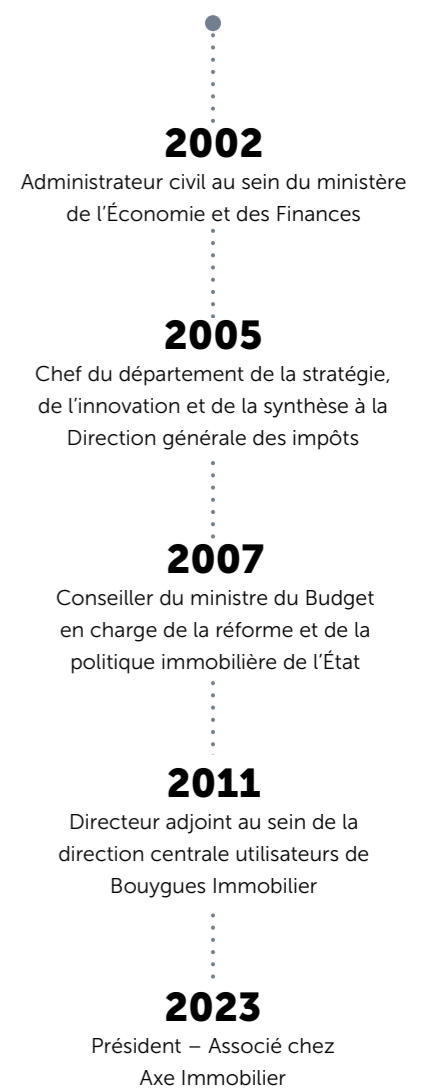 2002
Administrateur civil au sein du ministère
de l’Économie et des Finances
2005
Chef du département de la stratégie,
de l’innovation et de la synthèse à la
Direction générale des impôts
2007
Conseiller du ministre du Budget
en charge de la réforme et de la
politique immobilière de l’État
2011
Directeur adjoint au sein de la
direction centrale utilisateurs de
Bouygues Immobilier
2023
Président – Associé chez
Axe Immobilier